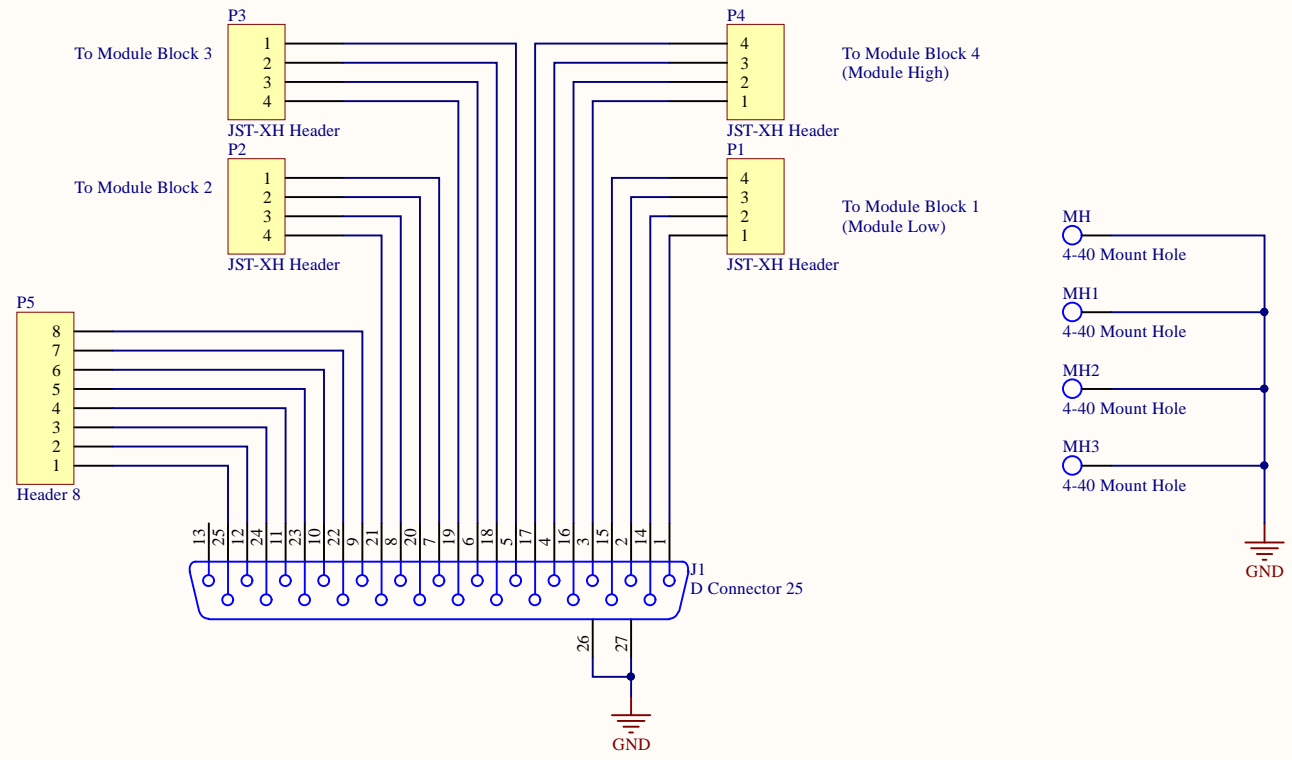 P3
1
2
3
4
JST-XH Header
To Module Block 3
P4
4
3
2
1
JST-XH Header
To Module Block 4
(Module High)
P2
1
2
3
4
JST-XH Header
To Module Block 2
P1
4
3
2
1
JST-XH Header
To Module Block 1
(Module Low)
P5
8
7
6
5
4
3
2
1
Header 8
MH
4-40 Mount Hole
MH1
4-40 Mount Hole
MH2
4-40 Mount Hole
MH3
4-40 Mount Hole
GND
13
25
12
24
11
23
10
22
9
21
8
20
7
19
6
18
5
17
4
16
3
15
2
14
1
J1
D Connector 25
26
27
GND